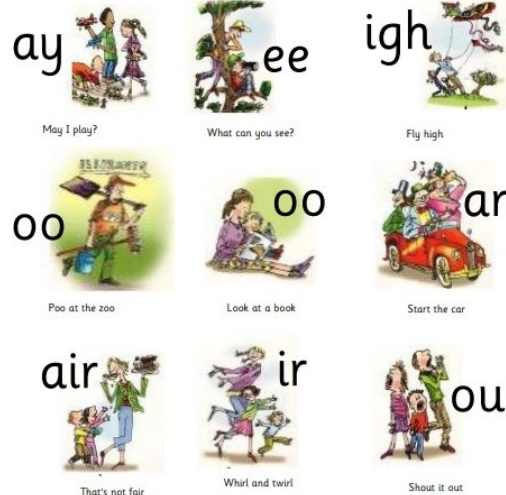 ay
ee
igh
May I play?
What can you see?
Fly high
ELEPHANTS
oo
oo
ar
Poo at the zoo
Look at a book
Start the car
air
ir
ou
That's not fair
Whirl and twirl
Shout it out